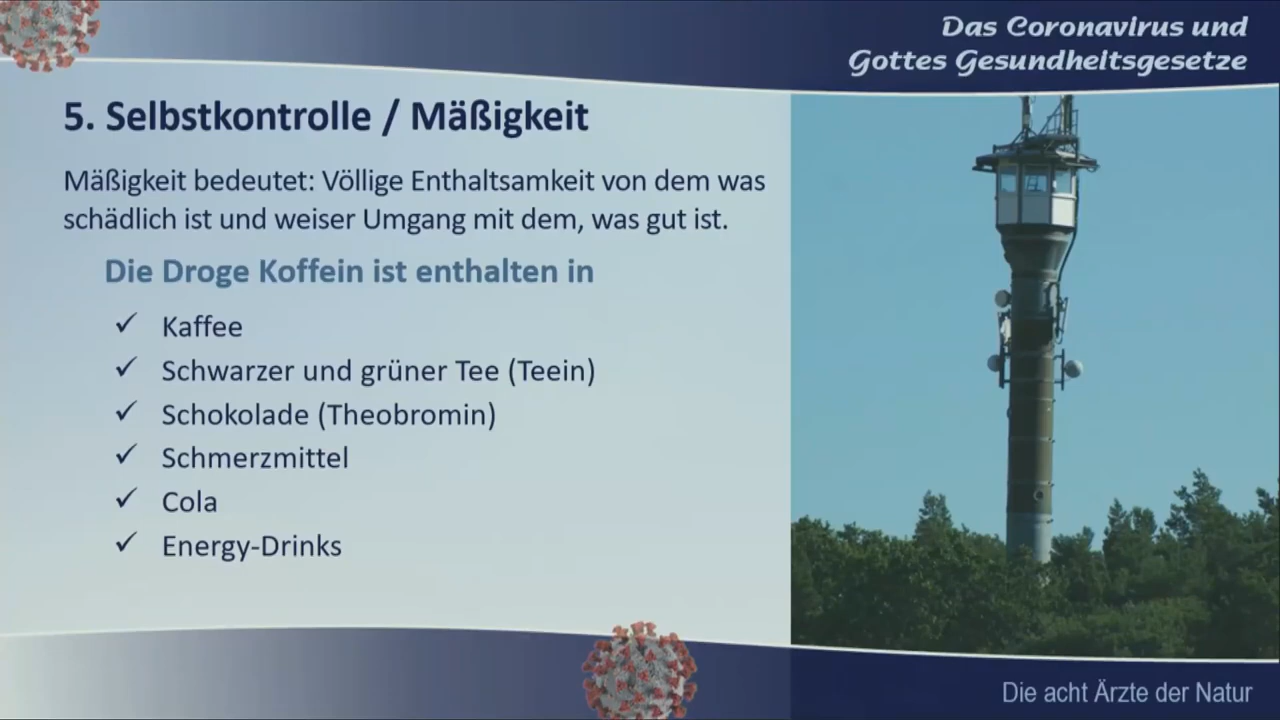 Das Coronavirus und
Gottes Gesundheitsgesetze
5. Selbstkontrolle / Mäßigkeit
Mäßigkeit bedeutet: Völlige Enthaltsamkeit von dem was
schädlich ist und weiser Umgang mit dem, was gut ist.
Die Droge Koffein ist enthalten in
✓ Kaffee
✓ Schwarzer und grüner Tee (Teein)
✓ Schokolade (Theobromin)
✓ Schmerzmittel
✓ Cola
✓ Energy-Drinks
Die acht Ärzte der Natur